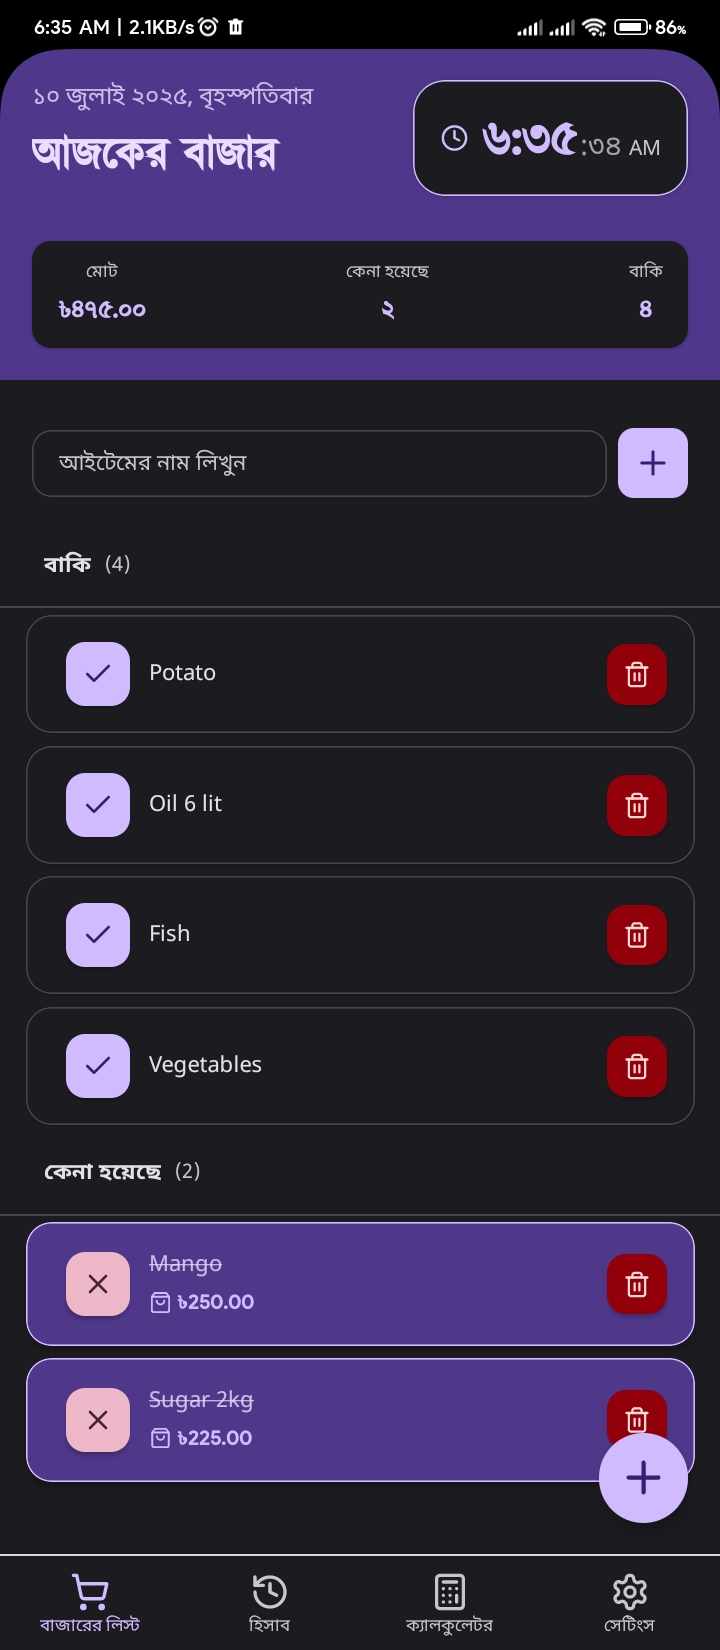 6:35 AM | 2.1KB/s 86%
১০ জুলাই ২০২৫, বৃহস্পতিবার
আজকের বাজার
৬:৩৫:৩৪ AM
মোট কেনা হয়েছে বাকি
৳৪৭৫.০০ ২ ৪
আইটেমের নাম লিখুন
বাকি (4)
Potato
Oil 6 lit
Fish
Vegetables
কেনা হয়েছে (2)
Mango
৳250.00
Sugar 2kg
৳225.00
বাজারের লিস্ট হিসাব ক্যালকুলেটর সেটিংস